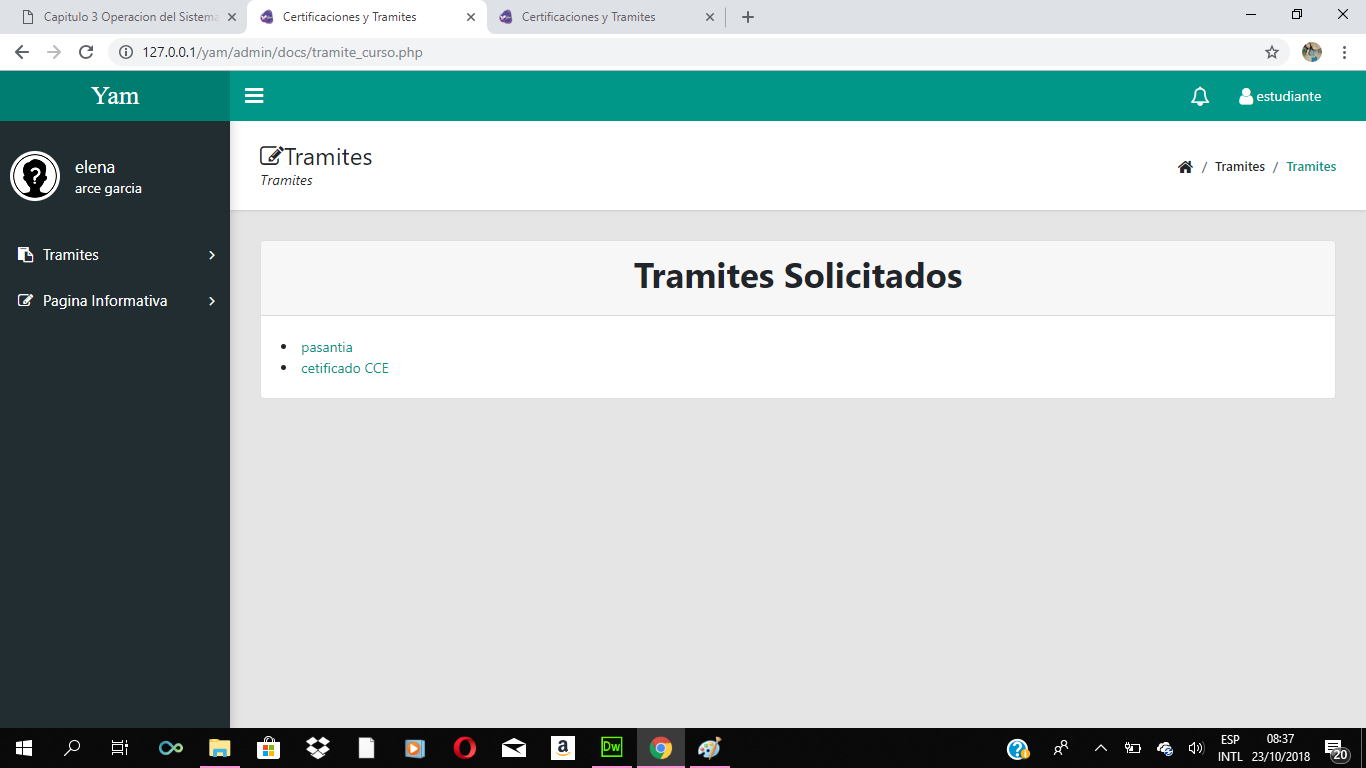 Capitulo 3 Operacion del Sistema
Certificaciones y Tramites
Certificaciones y Tramites
127.0.0.1/yam/admin/docs/tramite_curso.php
Yam
estudiante
elena
arce garcia
Tramites
Pagina Informativa
Tramites
Tramites
/ Tramites / Tramites
Tramites Solicitados
• pasantia
• cetificado CCE
Dw
ESP
INTL
08:37
23/10/2018
20